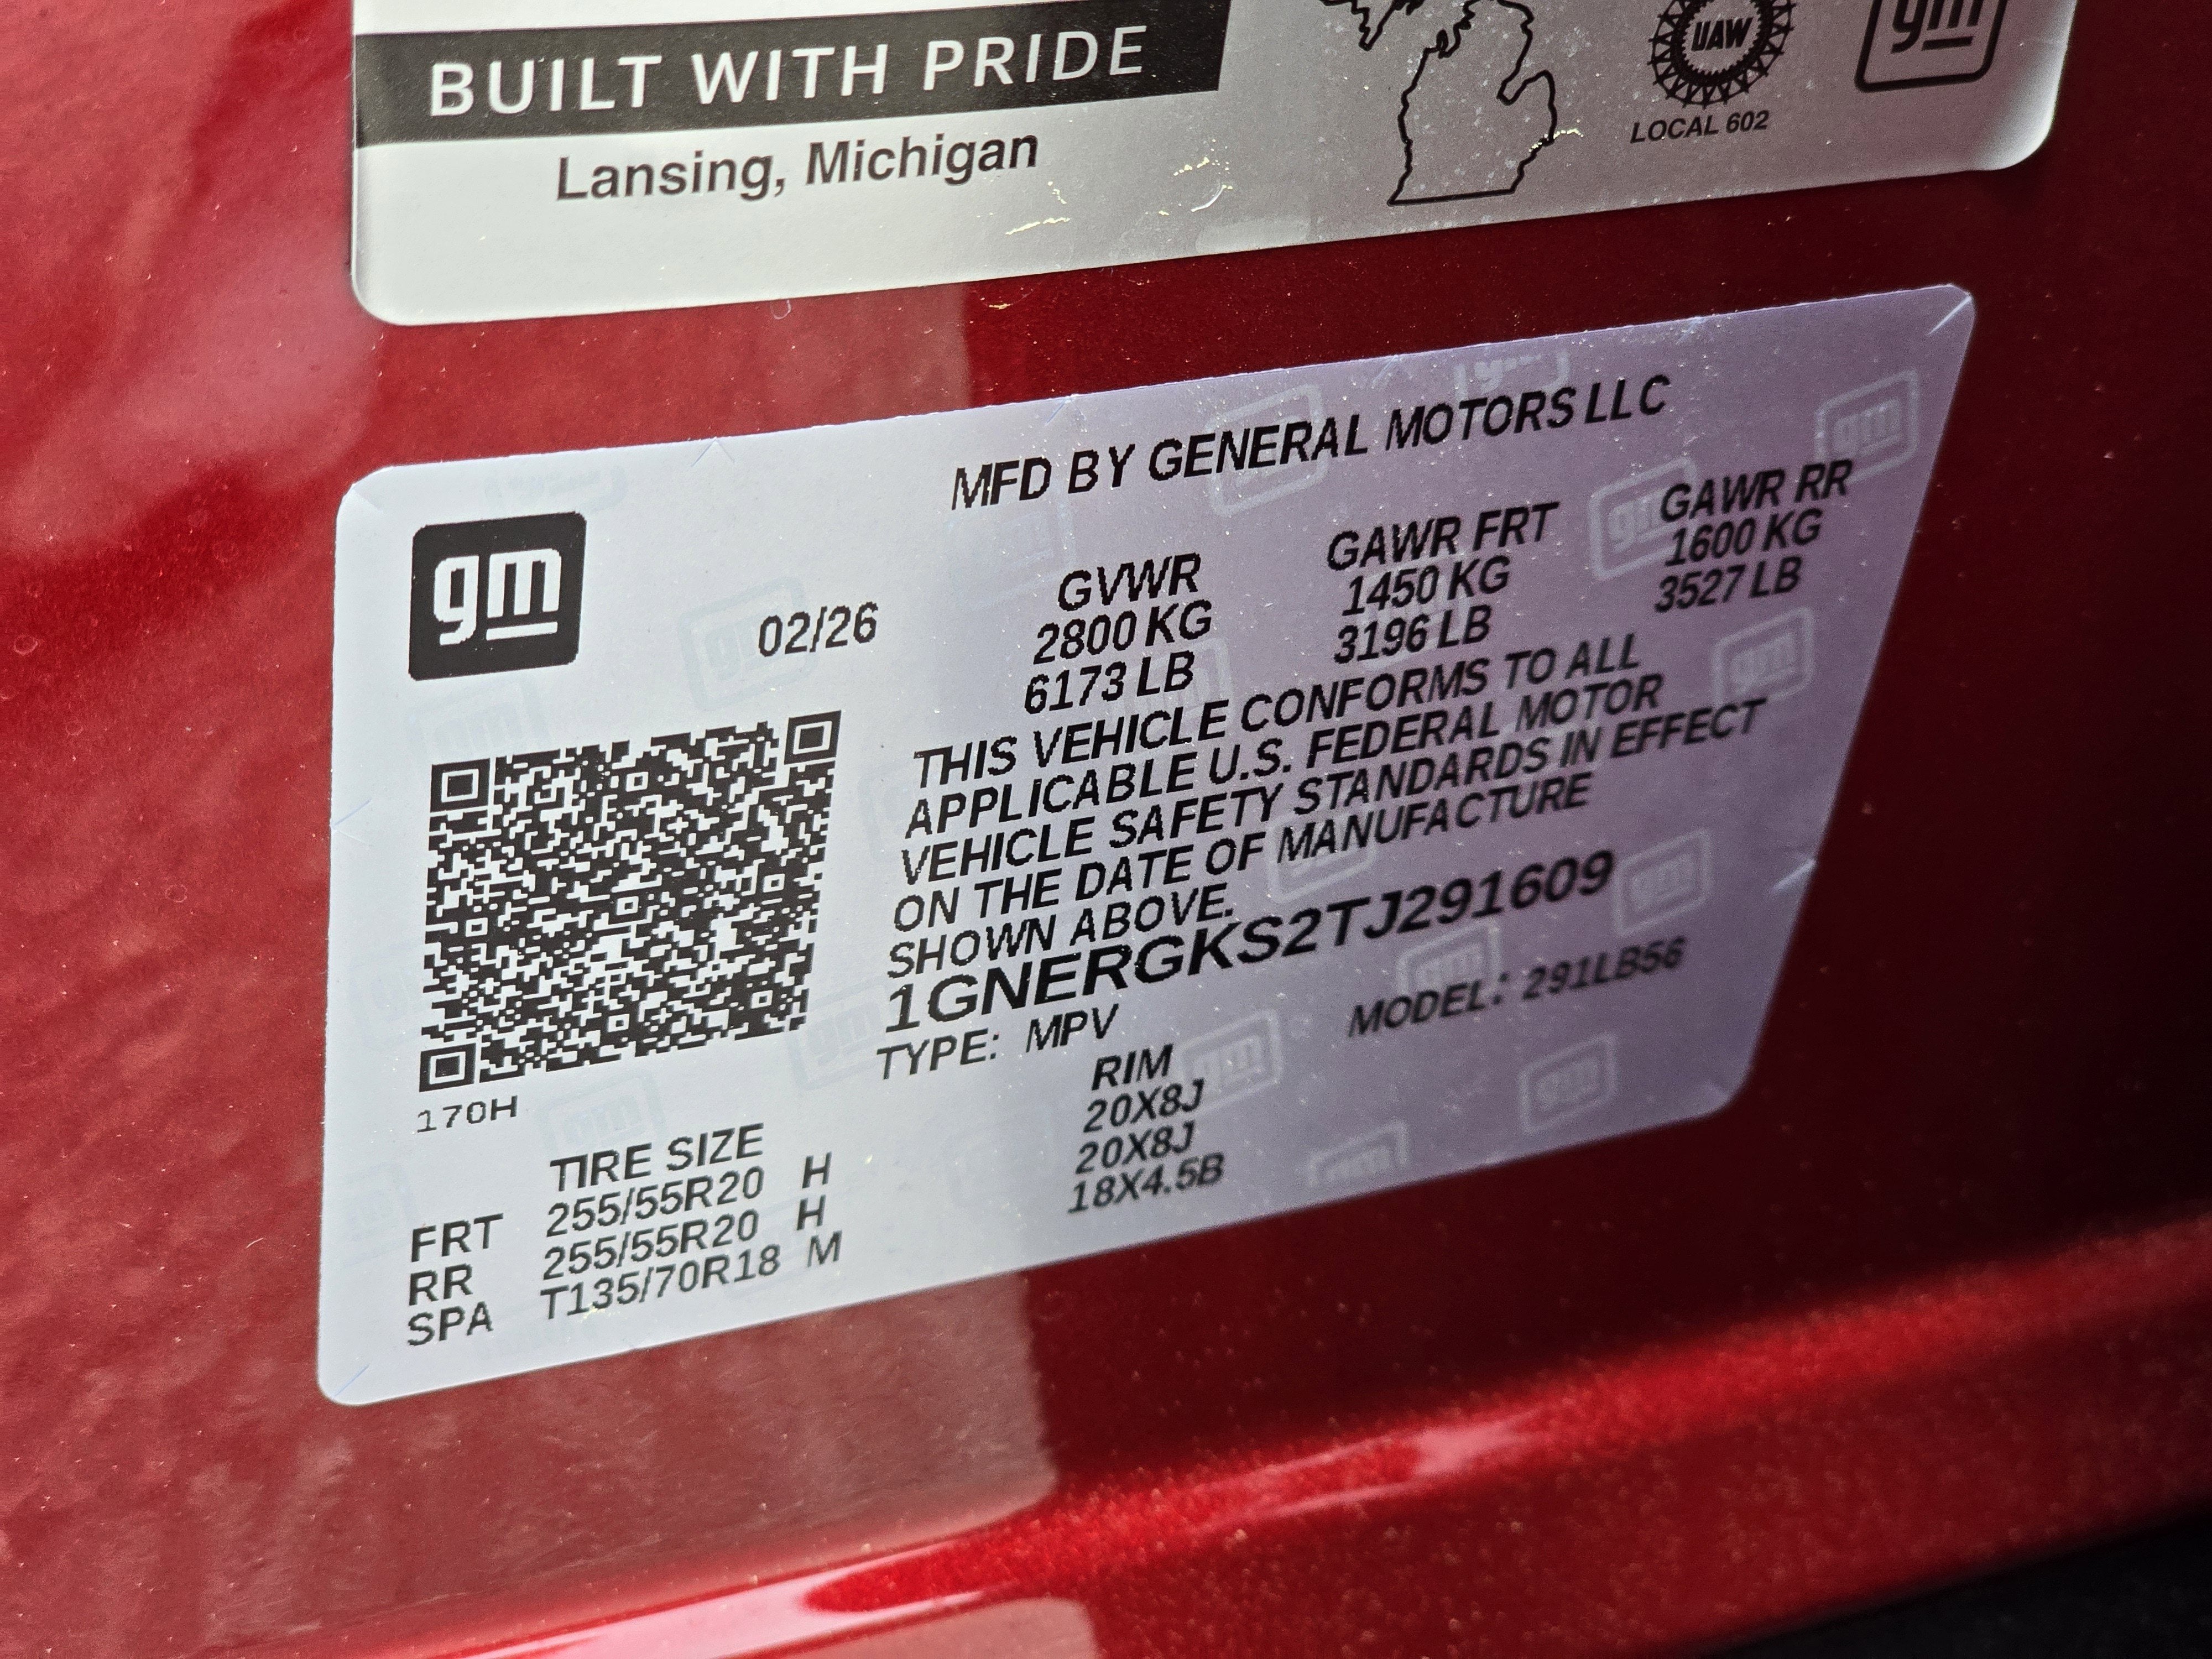 BUILT WITH PRIDE
Lansing, Michigan
UAW
LOCAL 602
gm
MFD BY GENERAL MOTORS LLC
gm
02/26
GVWR GAWR FRT GAWR RR
2800 KG 1450 KG 1600 KG
6173 LB 3196 LB 3527 LB
THIS VEHICLE CONFORMS TO ALL
APPLICABLE U.S. FEDERAL MOTOR
VEHICLE SAFETY STANDARDS IN EFFECT
ON THE DATE OF MANUFACTURE
SHOWN ABOVE.
1GNERGKS2TJ291609
TYPE: MPV MODEL: 291LB56
170H
TIRE SIZE RIM
FRT 255/55R20 H 20X8J
RR 255/55R20 H 20X8J
SPA T135/70R18 M 18X4.5B